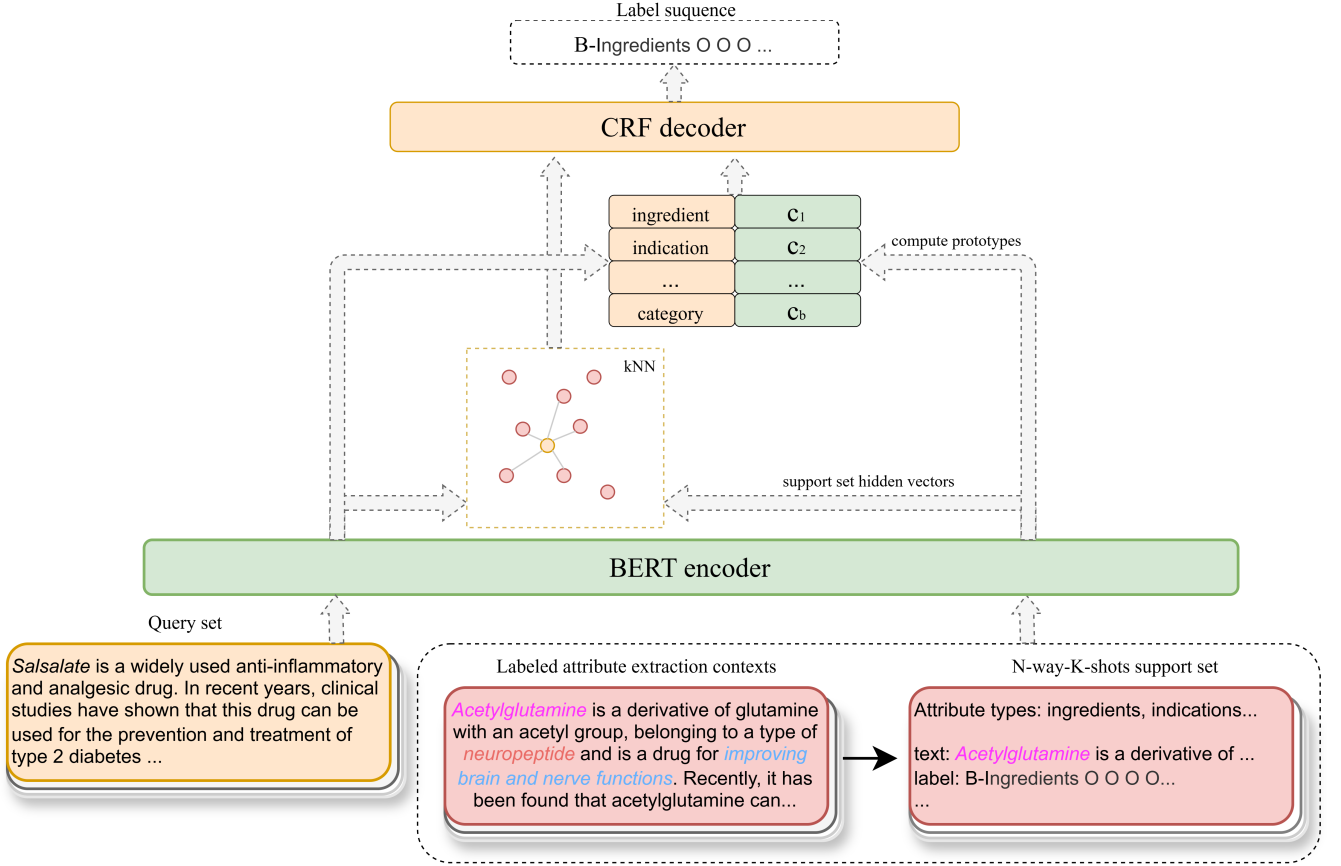 Label suquence
B-Ingredients O O O ...
CRF decoder
ingredient c1
indication c2
... ...
category cb
compute prototypes
kNN
support set hidden vectors
BERT encoder
Query set
Salsalate is a widely used anti-inflammatory
and analgesic drug. In recent years, clinical
studies have shown that this drug can be
used for the prevention and treatment of
type 2 diabetes ...
Labeled attribute extraction contexts
Acetylglutamine is a derivative of glutamine
with an acetyl group, belonging to a type of
neuropeptide and is a drug for improving
brain and nerve functions. Recently, it has
been found that acetylglutamine can...
N-way-K-shots support set
Attribute types: ingredients, indications...
text: Acetylglutamine is a derivative of ...
label: B-Ingredients O O O O...
...